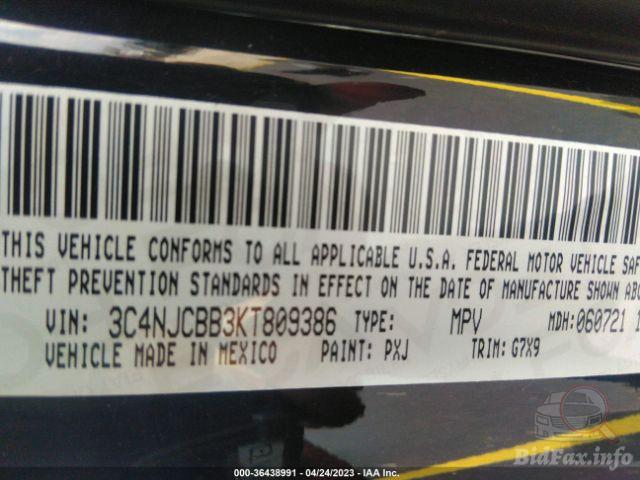 THIS VEHICLE CONFORMS TO ALL APPLICABLE U.S.A. FEDERAL MOTOR VEHICLE SAF
THEFT PREVENTION STANDARDS IN EFFECT ON THE DATE OF MANUFACTURE SHOWN ABO
VIN: 3C4NJCBB3KT809386 TYPE: MPV MDH:060721 1
VEHICLE MADE IN MEXICO PAINT: PXJ TRIM: G7X9
BidFax.info
000-36438991 - 04/24/2023 - IAA Inc.